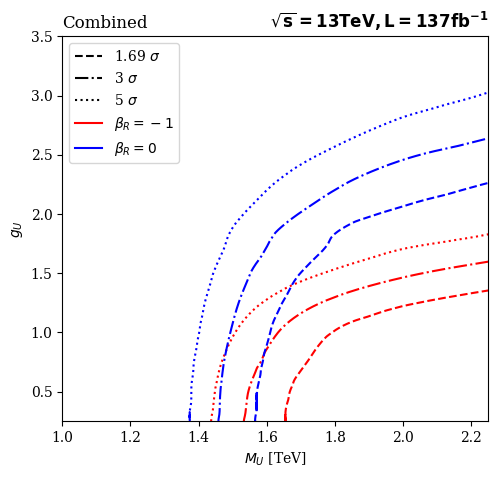 Combined √s = 13TeV, L = 137fb⁻¹
1.69 σ
3 σ
5 σ
β_R = −1
β_R = 0
3.5
3.0
2.5
2.0
1.5
1.0
0.5
g_U
1.0 1.2 1.4 1.6 1.8 2.0 2.2
M_U [TeV]